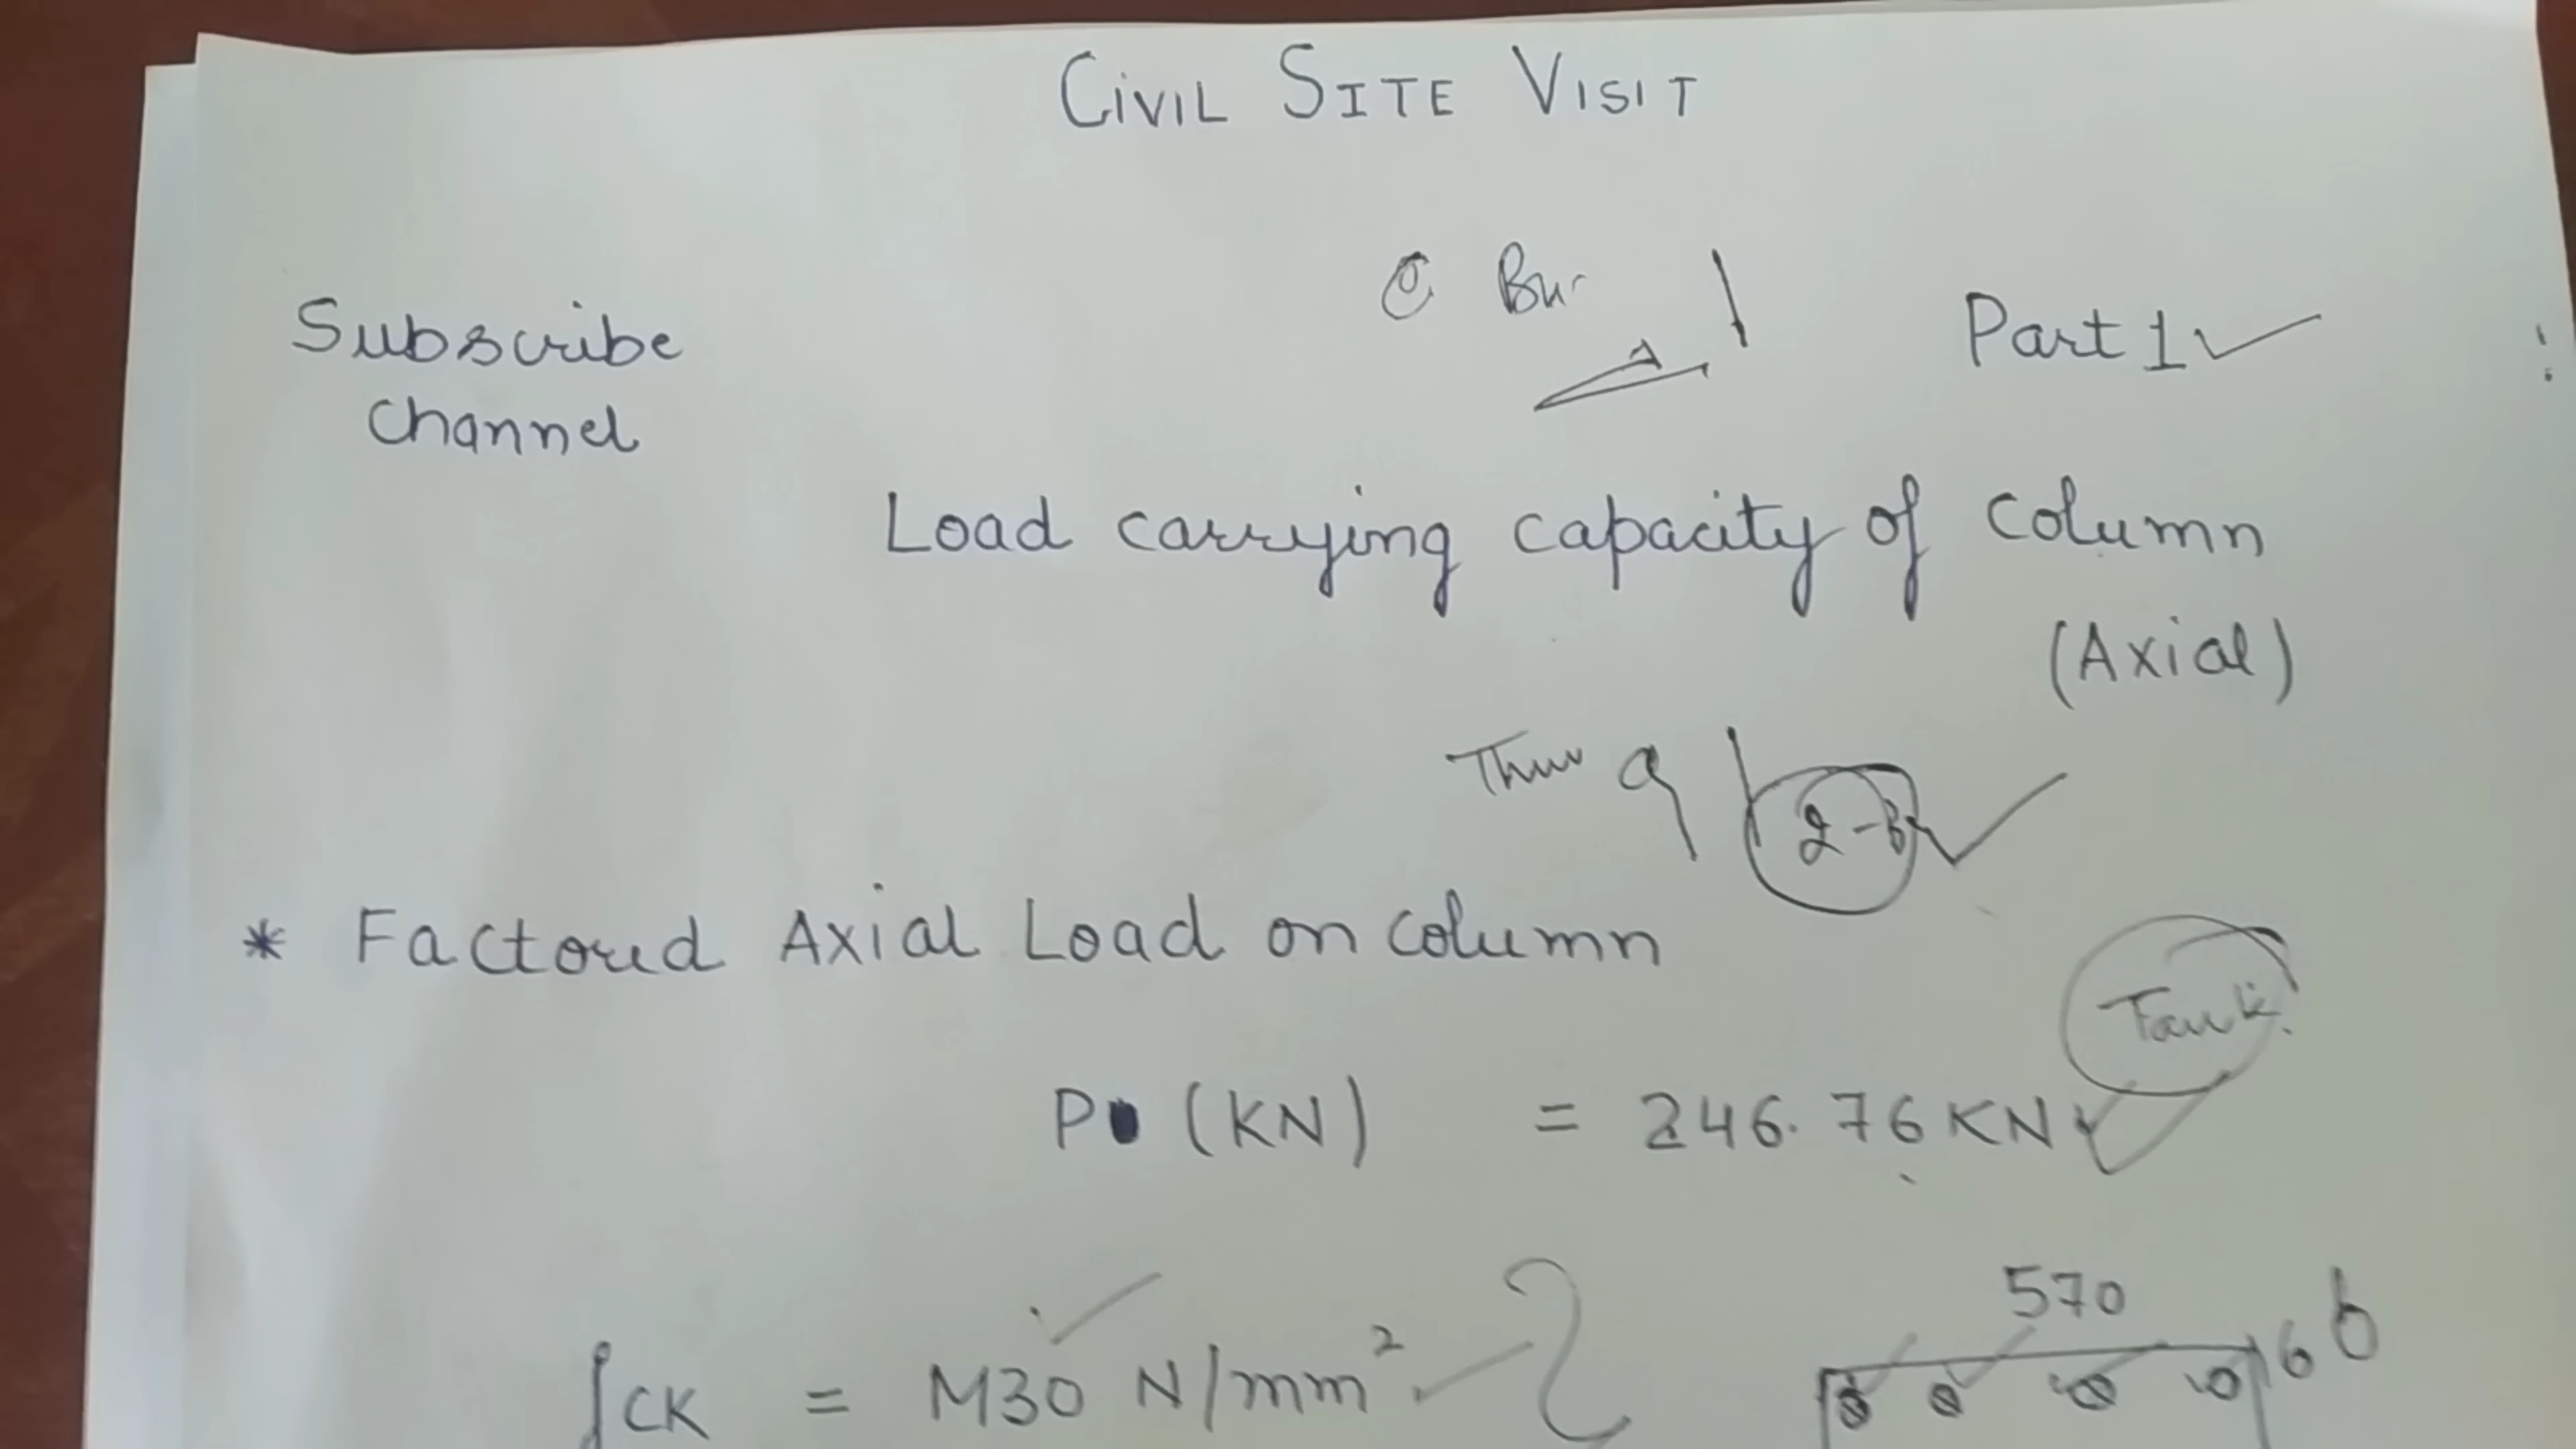 CIVIL SITE VISIT
Subscribe
Channel
Part 1
Load carrying capacity of column
(Axial)
* Factored Axial Load on column
Tank
P (KN) = 246.76 KN
570
fCK = M30 N/mm²